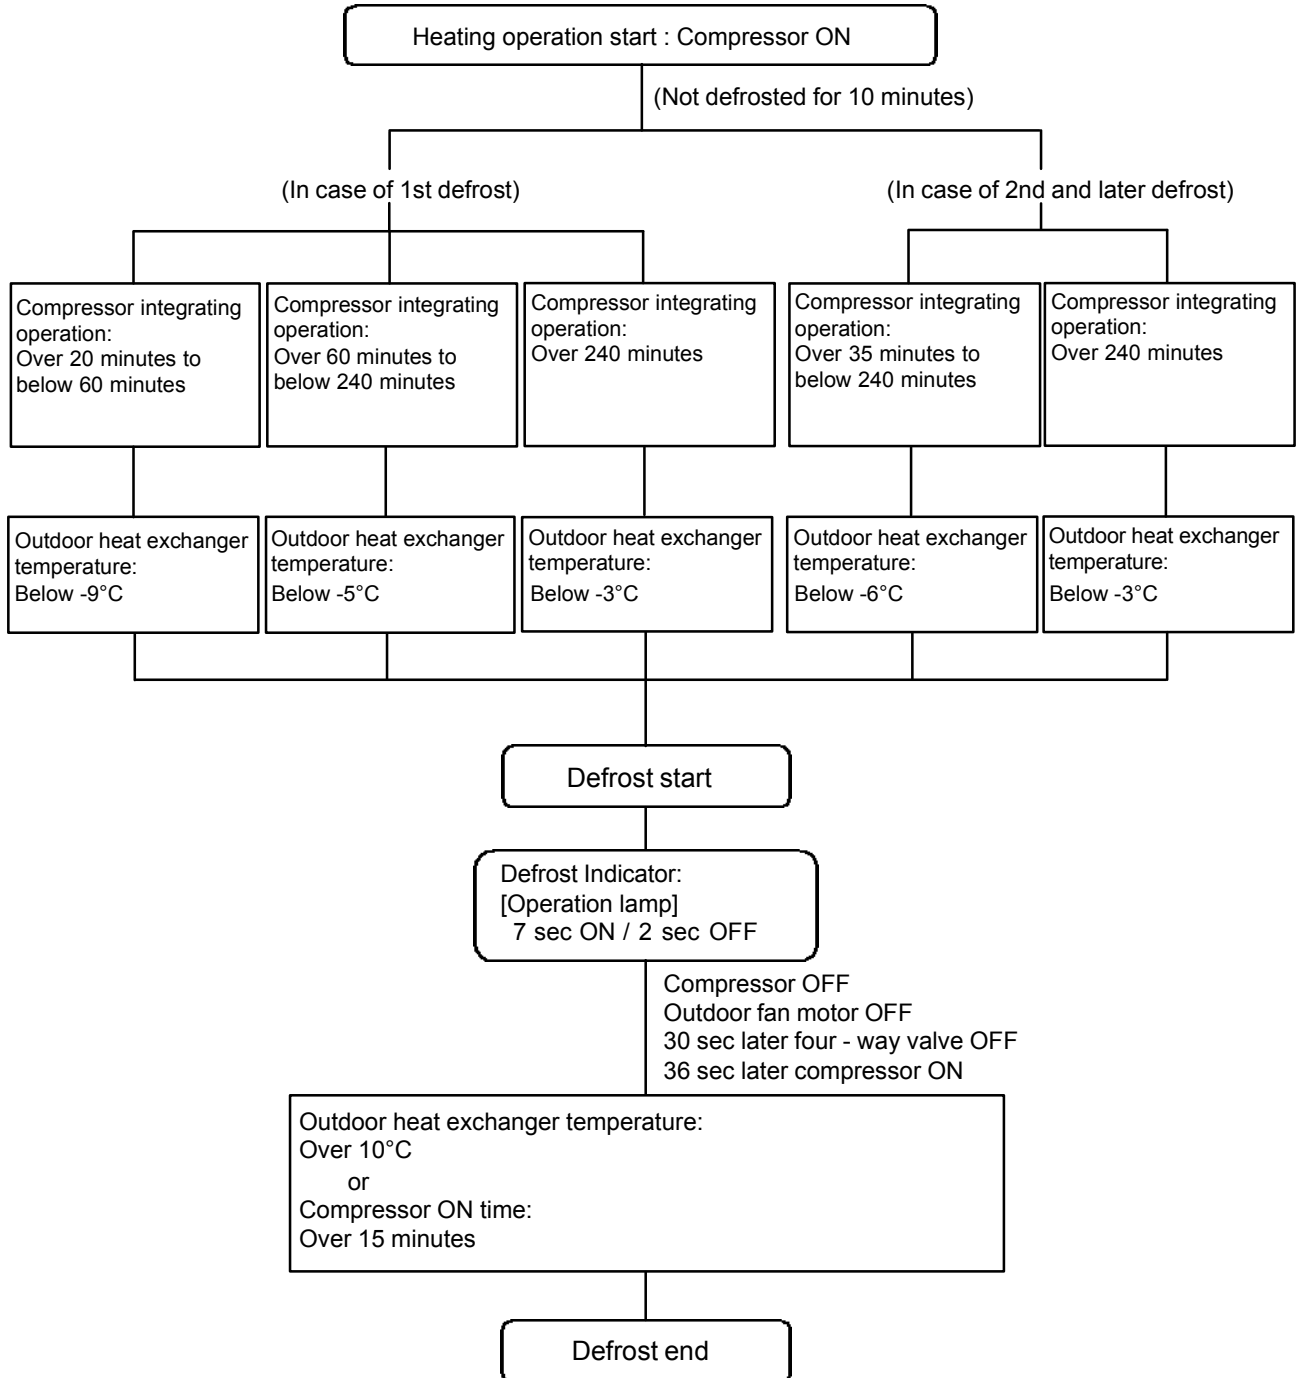 Heating operation start : Compressor ON
(Not defrosted for 10 minutes)
(In case of 1st defrost)
(In case of 2nd and later defrost)
Compressor integrating
operation:
Over 20 minutes to
below 60 minutes
Compressor integrating
operation:
Over 60 minutes to
below 240 minutes
Compressor integrating
operation:
Over 240 minutes
Compressor integrating
operation:
Over 35 minutes to
below 240 minutes
Compressor integrating
operation:
Over 240 minutes
Outdoor heat exchanger
temperature:
Below -9°C
Outdoor heat exchanger
temperature:
Below -5°C
Outdoor heat exchanger
temperature:
Below -3°C
Outdoor heat exchanger
temperature:
Below -6°C
Outdoor heat exchanger
temperature:
Below -3°C
Defrost start
Defrost Indicator:
[Operation lamp]
7 sec ON / 2 sec OFF
Compressor OFF
Outdoor fan motor OFF
30 sec later four - way valve OFF
36 sec later compressor ON
Outdoor heat exchanger temperature:
Over 10°C
or
Compressor ON time:
Over 15 minutes
Defrost end